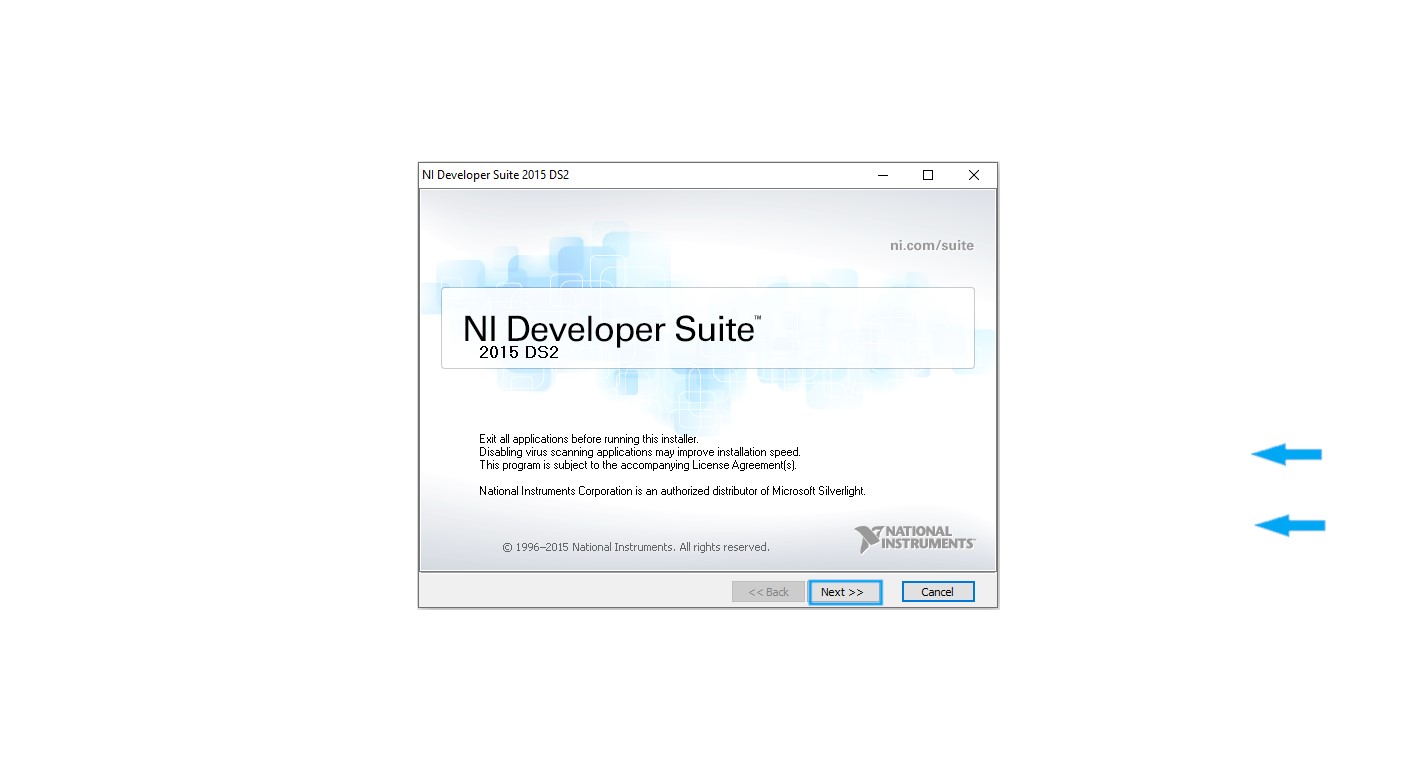 NI Developer Suite 2015 DS2
ni.com/suite
NI Developer Suite™
2015 DS2
Exit all applications before running this installer.
Disabling virus scanning applications may improve installation speed.
This program is subject to the accompanying License Agreement(s).
National Instruments Corporation is an authorized distributor of Microsoft Silverlight.
NATIONAL
INSTRUMENTS™
© 1996–2015 National Instruments. All rights reserved.
<< Back Next >> Cancel